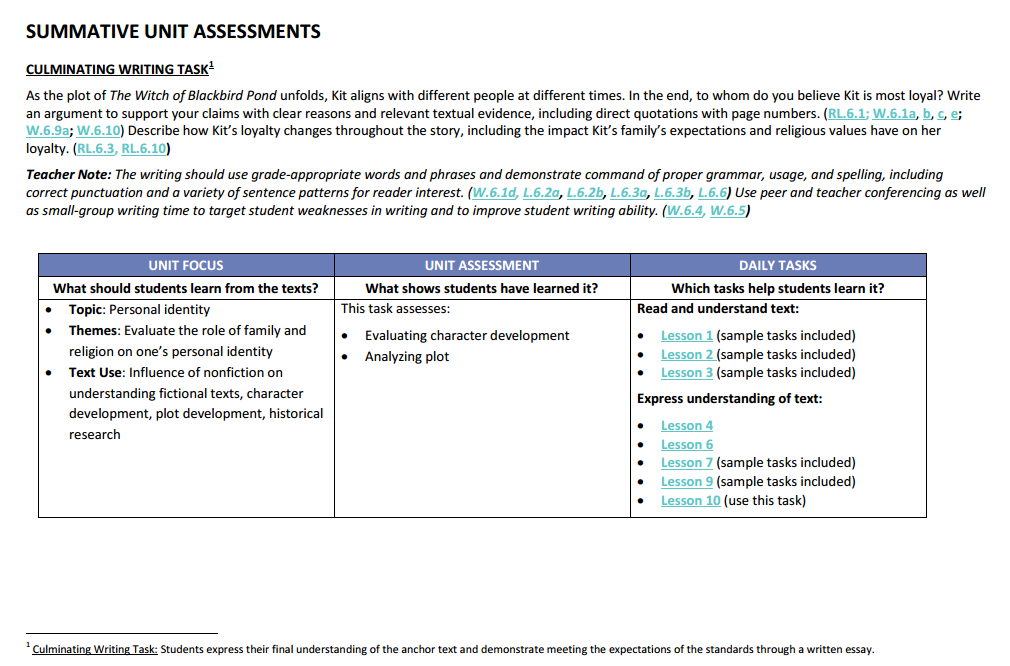 SUMMATIVE UNIT ASSESSMENTS
CULMINATING WRITING TASK1
As the plot of The Witch of Blackbird Pond unfolds, Kit aligns with different people at different times. In the end, to whom do you believe Kit is most loyal? Write
an argument to support your claims with clear reasons and relevant textual evidence, including direct quotations with page numbers. (RL.6.1; W.6.1a, b, c, e;
W.6.9a; W.6.10) Describe how Kit's loyalty changes throughout the story, including the impact Kit's family's expectations and religious values have on her
loyalty. (RL.6.3, RL.6.10)
Teacher Note: The writing should use grade-appropriate words and phrases and demonstrate command of proper grammar, usage, and spelling, including
correct punctuation and a variety of sentence patterns for reader interest. (W.6.1d, L.6.2a, L.6.2b, L.6.3a, L.6.3b, L.6.6) Use peer and teacher conferencing as well
as small-group writing time to target student weaknesses in writing and to improve student writing ability. (W.6.4, W.6.5)
UNIT FOCUS
What should students learn from the texts?
• Topic: Personal identity
• Themes: Evaluate the role of family and
religion on one's personal identity
• Text Use: Influence of nonfiction on
understanding fictional texts, character
development, plot development, historical
research
UNIT ASSESSMENT
What shows students have learned it?
This task assesses:
• Evaluating character development
• Analyzing plot
DAILY TASKS
Which tasks help students learn it?
Read and understand text:
• Lesson 1 (sample tasks included)
• Lesson 2 (sample tasks included)
• Lesson 3 (sample tasks included)
Express understanding of text:
• Lesson 4
• Lesson 6
• Lesson 7 (sample tasks included)
• Lesson 9 (sample tasks included)
• Lesson 10 (use this task)
1 Culminating Writing Task: Students express their final understanding of the anchor text and demonstrate meeting the expectations of the standards through a written essay.